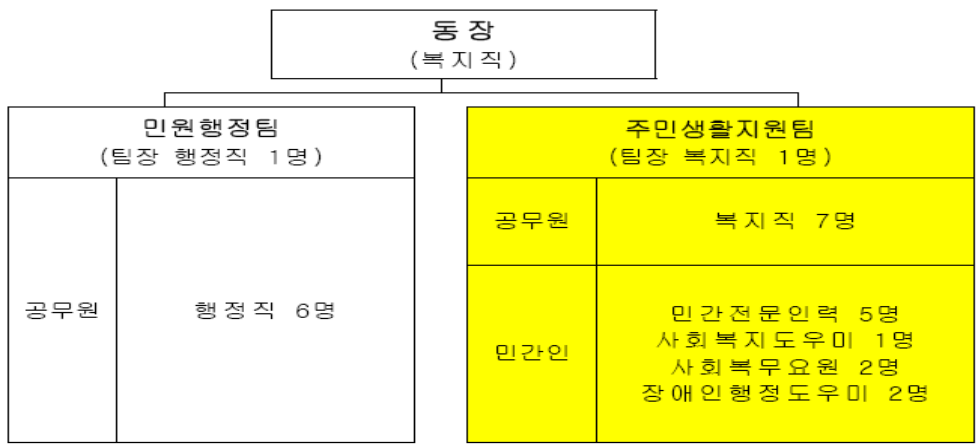 동 장
(복지직)
민원행정팀
(팀장 행정직 1명)
공무원
행정직 6명
주민생활지원팀
(팀장 복지직 1명)
공무원
복지직 7명
민간인
민간전문인력 5명
사회복지도우미 1명
사회복무요원 2명
장애인행정도우미 2명